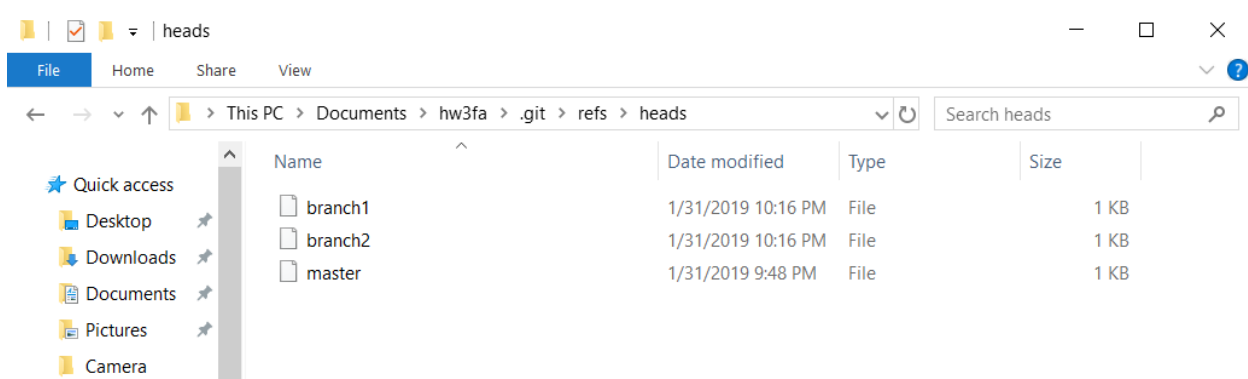 heads
File Home Share View
This PC > Documents > hw3fa > .git > refs > heads Search heads
Name Date modified Type Size
Quick access
branch1 1/31/2019 10:16 PM File 1 KB
Desktop
branch2 1/31/2019 10:16 PM File 1 KB
Downloads
master 1/31/2019 9:48 PM File 1 KB
Documents
Pictures
Camera